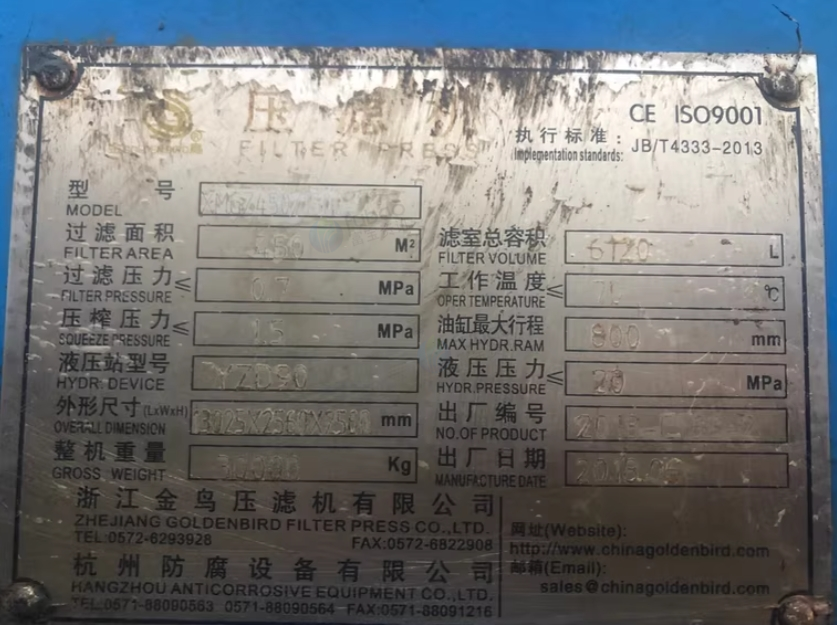 压滤机
FILTER PRESS
CE ISO9001
执行标准: JB/T4333-2013
Implementation standards:
型 号
MODEL
过滤面积 450 M²
FILTER AREA
滤室总容积 6120 L
FILTER VOLUME
过滤压力 ≤ 0.7 MPa
FILTER PRESSURE
工作温度 ≤ ℃
OPER TEMPERATURE
压榨压力 ≤ 1.5 MPa
SQUEEZE PRESSURE
油缸最大行程 800 mm
MAX HYDR.RAM
液压站型号 YZ090
HYDR. DEVICE
液压压力 ≤ 20 MPa
HYDR.PRESSURE
外形尺寸(LxWxH) mm
OVERALL DIMENSION
出厂编号
NO.OF PRODUCT
整机重量 Kg
GROSS WEIGHT
出厂日期
MANUFACTURE DATE
浙江金鸟压滤机有限公司
ZHEJIANG GOLDENBIRD FILTER PRESS CO.,LTD.
TEL:0572-6293928 FAX:0572-6822908
杭州防腐设备有限公司
HANGZHOU ANTICORROSIVE EQUIPMENT CO.,LTD.
TEL:0571-88090563 0571-88090564 FAX:0571-88091216
网址(Website):
http://www.chinagoldenbird.com
邮箱(Email):
sales@chinagoldenbird.com